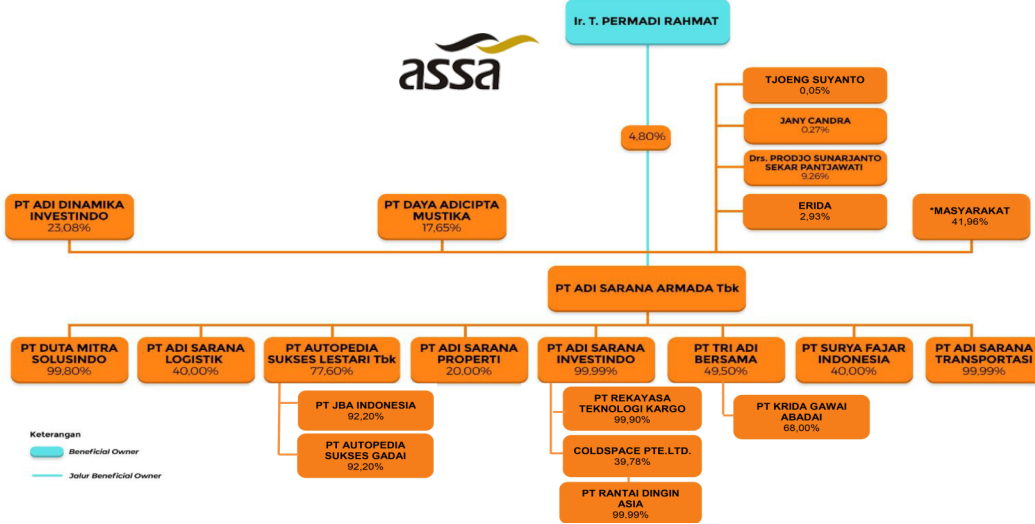 Ir. T. PERMADI RAHMAT
assa
TJOENG SUYANTO
0,05%
JANY CANDRA
0,27%
4,80%
Drs. PRODJO SUNARJANTO
SEKAR PANTJAWATI
9,26%
ERIDA
2,93%
PT ADI DINAMIKA
INVESTINDO
23,08%
PT DAYA ADICIPTA
MUSTIKA
17,65%
*MASYARAKAT
41,96%
PT ADI SARANA ARMADA Tbk
PT DUTA MITRA
SOLUSINDO
99,80%
PT ADI SARANA
LOGISTIK
40,00%
PT AUTOPEDIA
SUKSES LESTARI Tbk
77,60%
PT ADI SARANA
PROPERTI
20,00%
PT ADI SARANA
INVESTINDO
99,99%
PT TRI ADI
BERSAMA
49,50%
PT SURYA FAJAR
INDONESIA
40,00%
PT ADI SARANA
TRANSPORTASI
99,99%
PT JBA INDONESIA
92,20%
PT AUTOPEDIA
SUKSES GADAI
92,20%
PT REKAYASA
TEKNOLOGI KARGO
99,90%
COLDSPACE PTE.LTD.
39,78%
PT RANTAI DINGIN
ASIA
99.99%
PT KRIDA GAWAI
ABADAI
68,00%
Keterangan
Beneficial Owner
Jalur Beneficial Owner